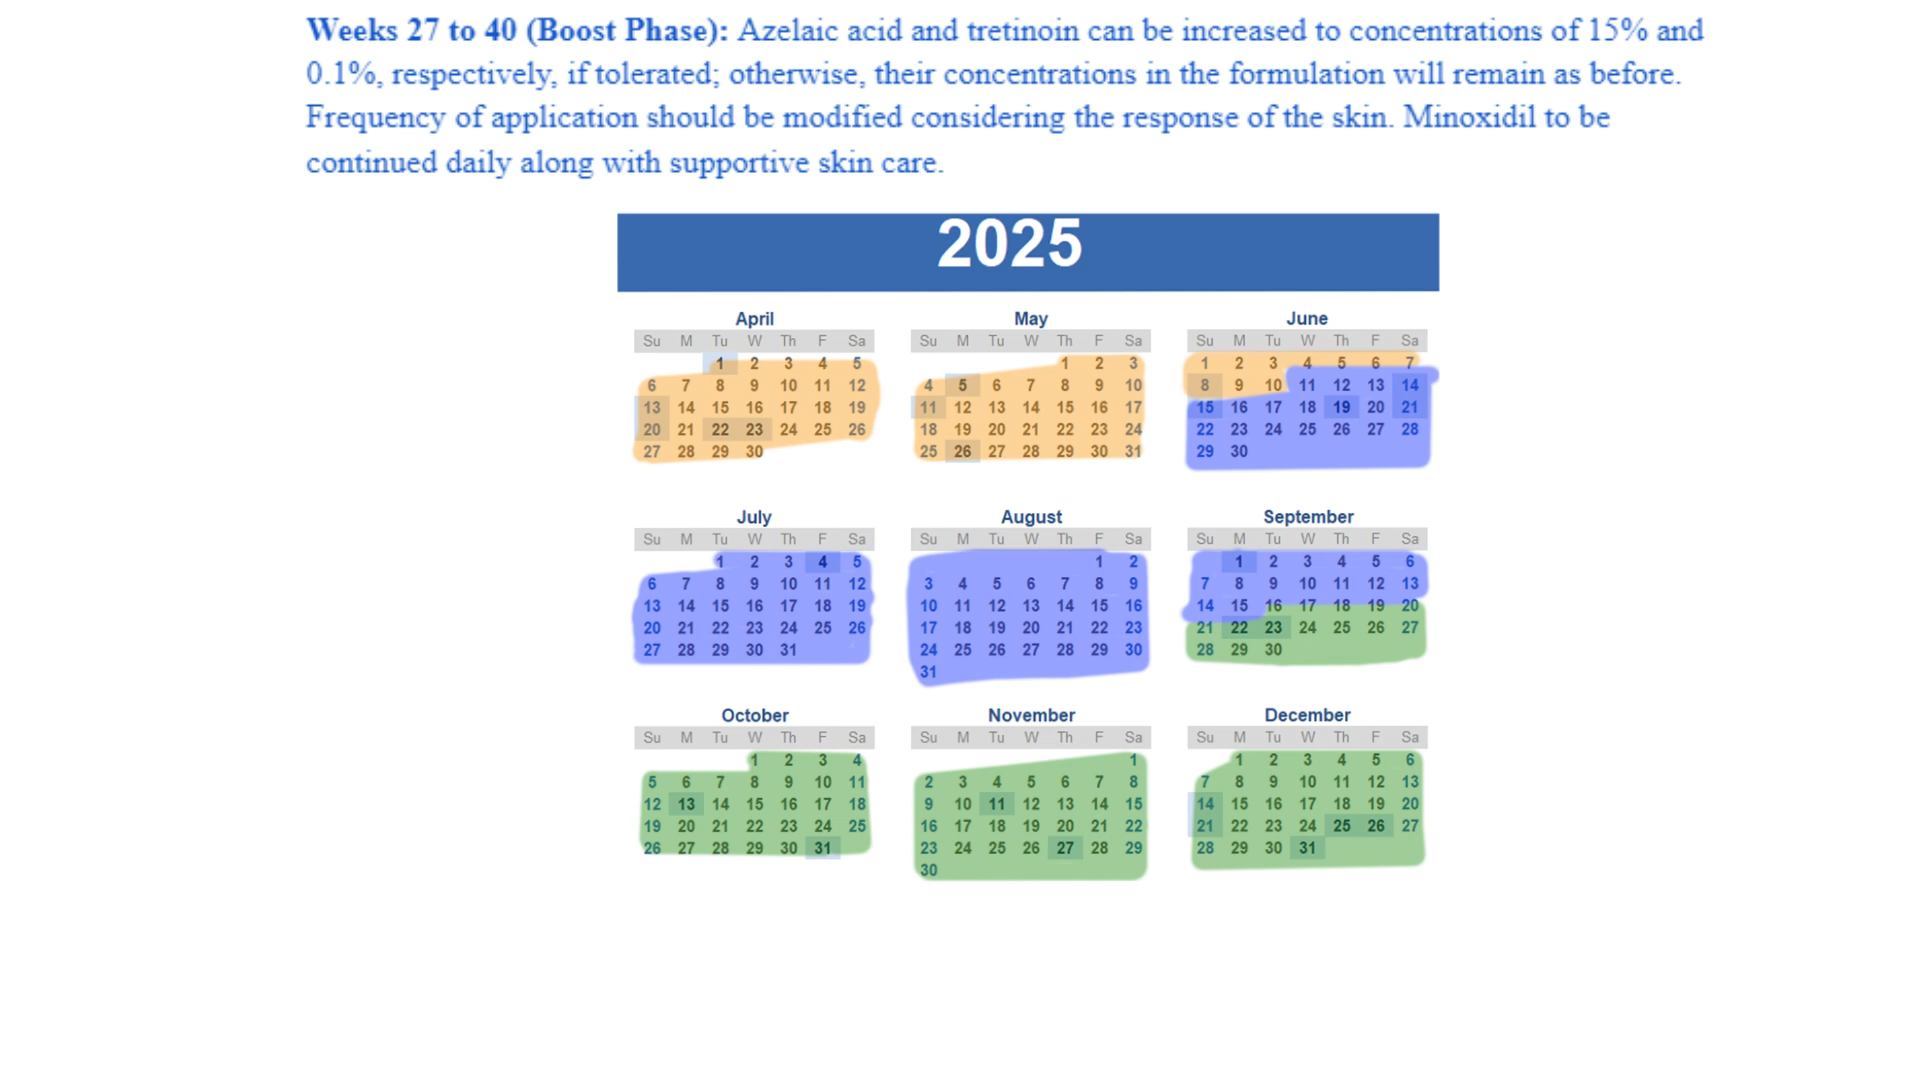 Weeks 27 to 40 (Boost Phase): Azelaic acid and tretinoin can be increased to concentrations of 15% and
0.1%, respectively, if tolerated; otherwise, their concentrations in the formulation will remain as before.
Frequency of application should be modified considering the response of the skin. Minoxidil to be
continued daily along with supportive skin care.
2025
April
Su M Tu W Th F Sa
1 2 3 4 5
6 7 8 9 10 11 12
13 14 15 16 17 18 19
20 21 22 23 24 25 26
27 28 29 30
May
Su M Tu W Th F Sa
1 2 3
4 5 6 7 8 9 10
11 12 13 14 15 16 17
18 19 20 21 22 23 24
25 26 27 28 29 30 31
June
Su M Tu W Th F Sa
1 2 3 4 5 6 7
8 9 10 11 12 13 14
15 16 17 18 19 20 21
22 23 24 25 26 27 28
29 30
July
Su M Tu W Th F Sa
1 2 3 4 5
6 7 8 9 10 11 12
13 14 15 16 17 18 19
20 21 22 23 24 25 26
27 28 29 30 31
August
Su M Tu W Th F Sa
1 2
3 4 5 6 7 8 9
10 11 12 13 14 15 16
17 18 19 20 21 22 23
24 25 26 27 28 29 30
31
September
Su M Tu W Th F Sa
1 2 3 4 5 6
7 8 9 10 11 12 13
14 15 16 17 18 19 20
21 22 23 24 25 26 27
28 29 30
October
Su M Tu W Th F Sa
1 2 3 4
5 6 7 8 9 10 11
12 13 14 15 16 17 18
19 20 21 22 23 24 25
26 27 28 29 30 31
November
Su M Tu W Th F Sa
1
2 3 4 5 6 7 8
9 10 11 12 13 14 15
16 17 18 19 20 21 22
23 24 25 26 27 28 29
30
December
Su M Tu W Th F Sa
1 2 3 4 5 6
7 8 9 10 11 12 13
14 15 16 17 18 19 20
21 22 23 24 25 26 27
28 29 30 31